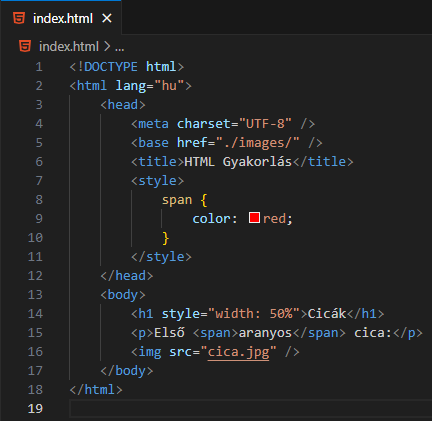 index.html
index.html > ...
1 <!DOCTYPE html>
2 <html lang="hu">
3 <head>
4 <meta charset="UTF-8" />
5 <base href="./images/" />
6 <title>HTML Gyakorlás</title>
7 <style>
8 span {
9 color: red;
10 }
11 </style>
12 </head>
13 <body>
14 <h1 style="width: 50%">Cicák</h1>
15 <p>Első <span>aranyos</span> cica:</p>
16 <img src="cica.jpg" />
17 </body>
18 </html>
19